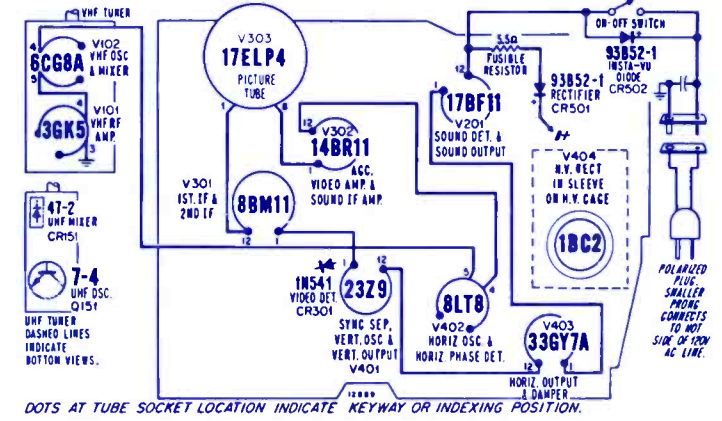 VHF TUNER
V102
VHF OSC
& MIXER
6CG8A
4
5
V101
VHF RF
AMP.
3GK5
4
3
47-2
UHF MIXER
CR151
7-4
UHF OSC.
Q151
UHF TUNER
DASHED LINES
INDICATE
BOTTOM VIEWS.
V303
17ELP4
PICTURE
TUBE
1
8
V301
1ST. IF &
2ND IF
8BM11
12
1
12
V302
14BR11
1
AGC,
VIDEO AMP. &
SOUND IF AMP.
1N541
VIDEO DET.
CR301
1
12
23Z9
SYNC SEP,
VERT. OSC &
VERT. OUTPUT
V401
5
4
8LT8
V402
HORIZ OSC. &
HORIZ PHASE DET.
12
1
17BF11
V201
SOUND DET. &
SOUND OUTPUT
5.5Ω
FUSIBLE
RESISTOR
93B52-1
RECTIFIER
CR501
B+
ON-OFF SWITCH
93B52-1
INSTA-VU
DIODE
CR502
V404
H.V. RECT
IN SLEEVE
ON H.V. CAGE
1BC2
V403
33GY7A
12
1
HORIZ. OUTPUT
& DAMPER
POLARIZED
PLUG.
SMALLER
PRONG
CONNECTS
TO HOT
SIDE OF 120V
AC LINE.
12889
DOTS AT TUBE SOCKET LOCATION INDICATE KEYWAY OR INDEXING POSITION.